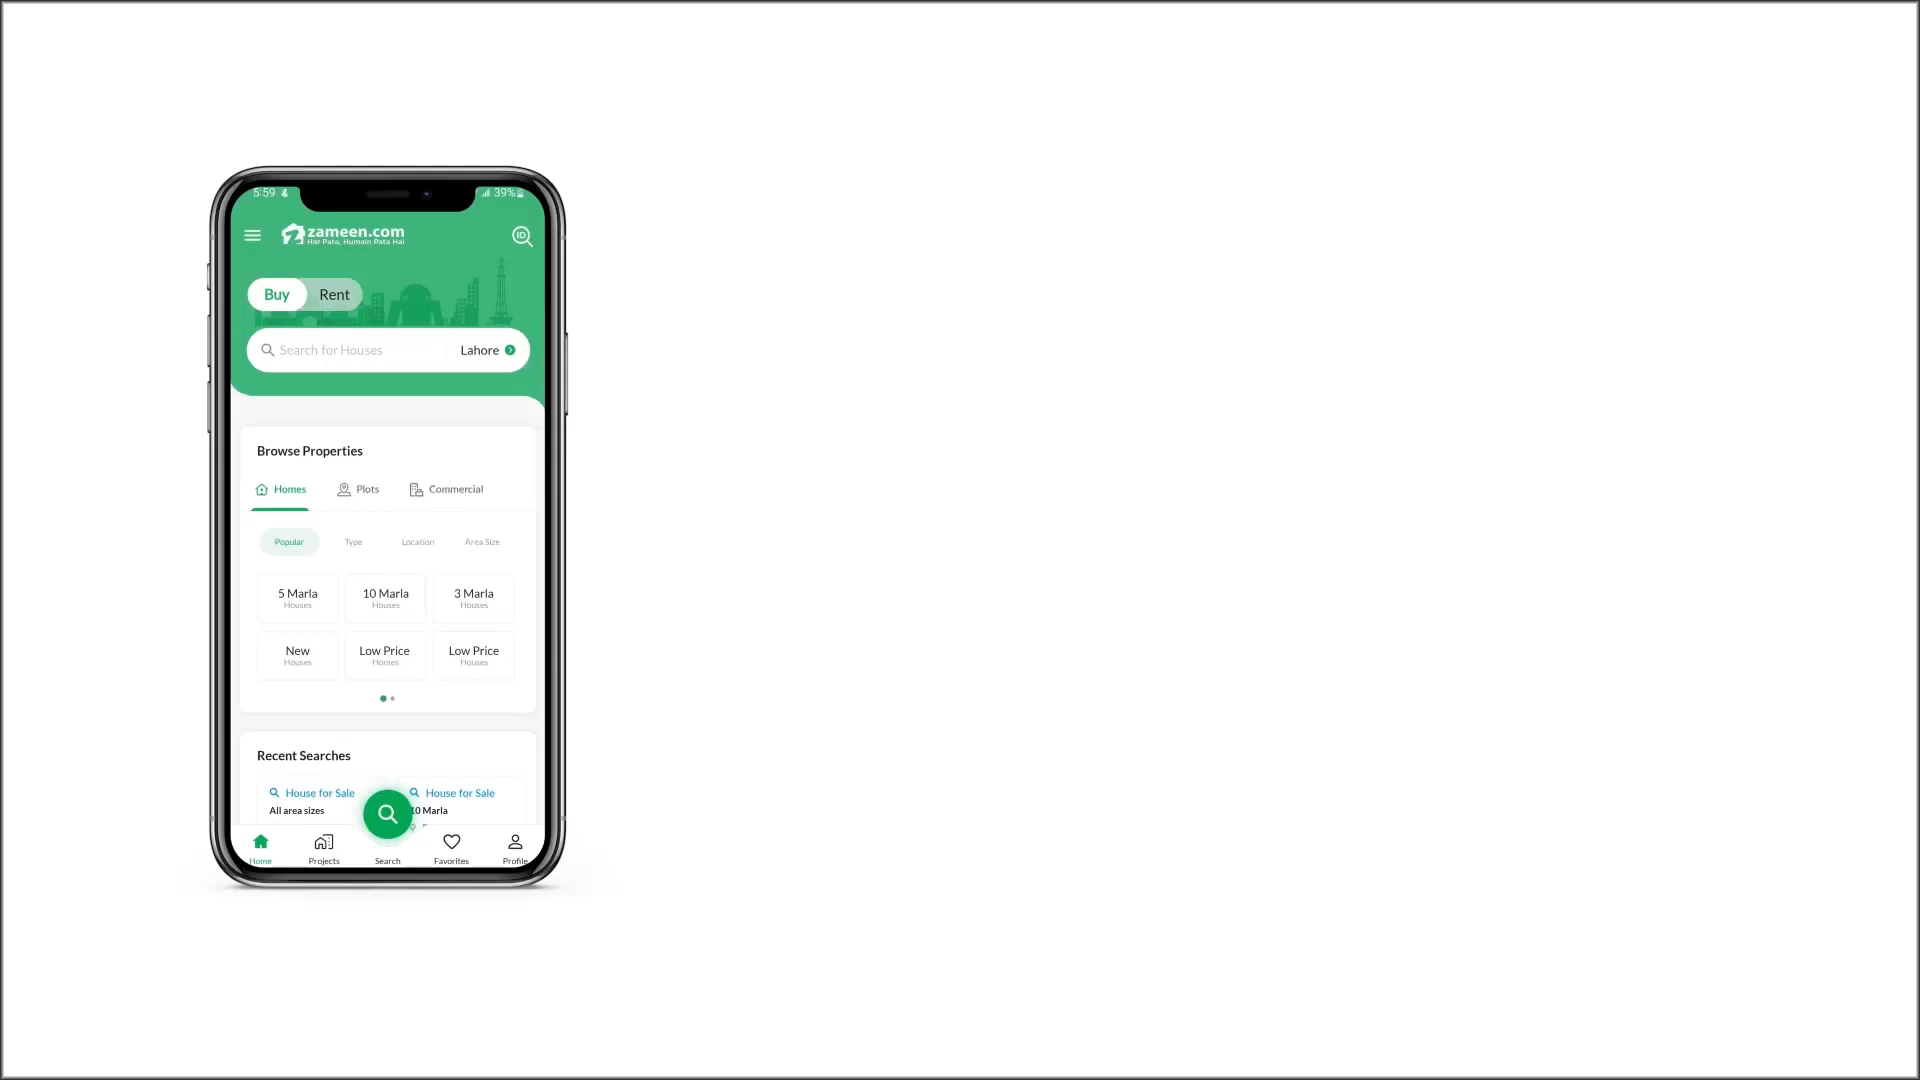 5:59 39%
zameen.com
Har Pata, Humain Pata Hai
ID
Buy Rent
Search for Houses Lahore
Browse Properties
Homes Plots Commercial
Popular Type Location Area Size
5 Marla 10 Marla 3 Marla
Houses Houses Houses
New Low Price Low Price
Houses Homes Houses
Recent Searches
House for Sale House for Sale
All area sizes 10 Marla
Home Projects Search Favorites Profile